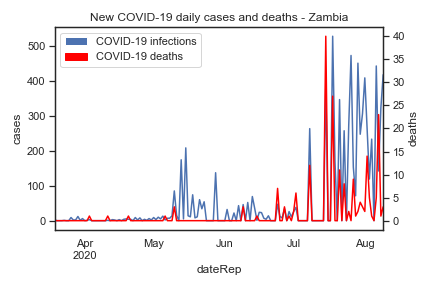 New COVID-19 daily cases and deaths - Zambia
COVID-19 infections
COVID-19 deaths
cases
500
400
300
200
100
0
deaths
40
35
30
25
20
15
10
5
0
Apr
2020
May
Jun
Jul
Aug
dateRep